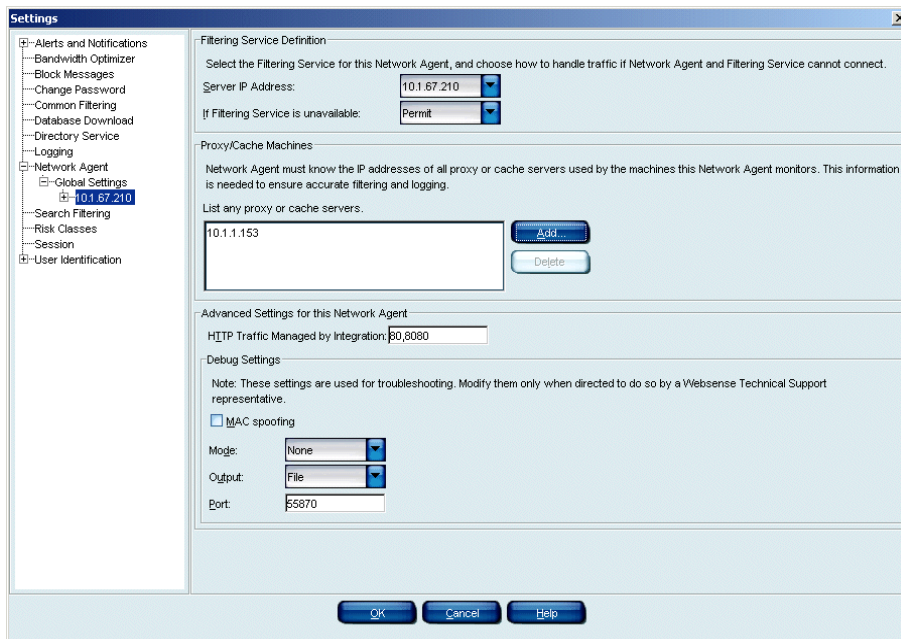 Settings
Alerts and Notifications
Bandwidth Optimizer
Block Messages
Change Password
Common Filtering
Database Download
Directory Service
Logging
Network Agent
Global Settings
10.1.67.210
Search Filtering
Risk Classes
Session
User Identification
Filtering Service Definition
Select the Filtering Service for this Network Agent, and choose how to handle traffic if Network Agent and Filtering Service cannot connect.
Server IP Address: 10.1.67.210
If Filtering Service is unavailable: Permit
Proxy/Cache Machines
Network Agent must know the IP addresses of all proxy or cache servers used by the machines this Network Agent monitors. This information
is needed to ensure accurate filtering and logging.
List any proxy or cache servers.
10.1.1.153
Add...
Delete
Advanced Settings for this Network Agent
HTTP Traffic Managed by Integration: 80,8080
Debug Settings
Note: These settings are used for troubleshooting. Modify them only when directed to do so by a Websense Technical Support
representative.
MAC spoofing
Mode: None
Output: File
Port: 55870
OK Cancel Help